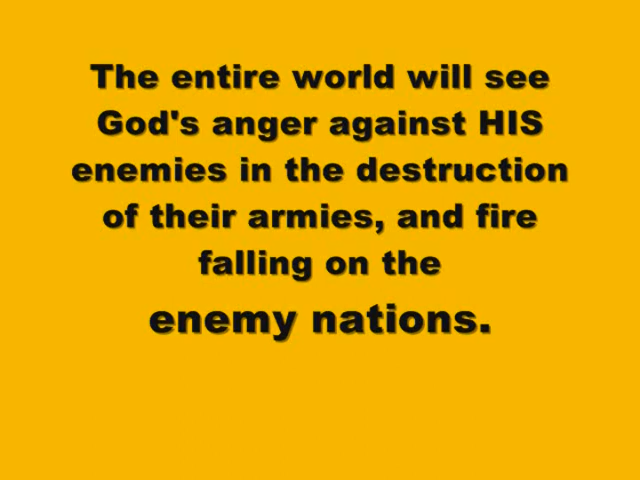 The entire world will see
God's anger against HIS
enemies in the destruction
of their armies, and fire
falling on the
enemy nations.